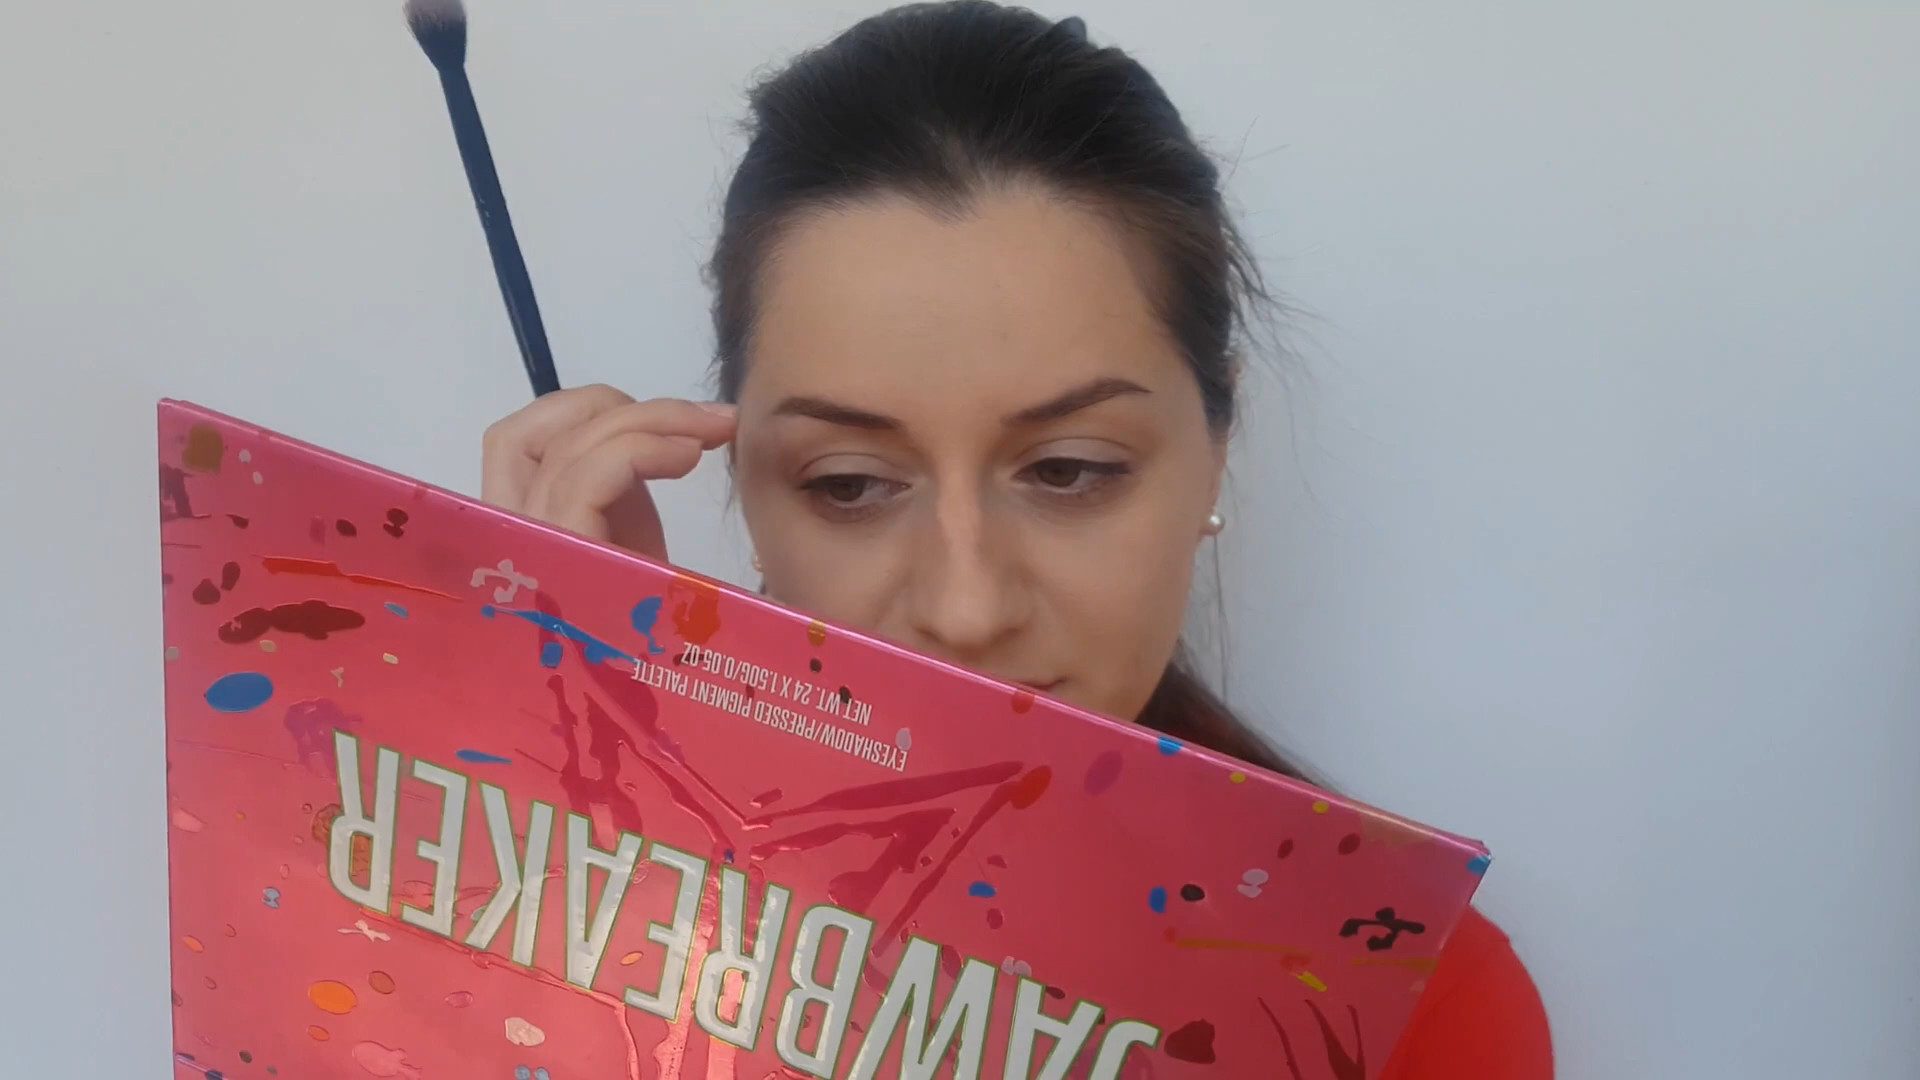 JAWBREAKER
EYESHADOW/PRESSED PIGMENT PALETTE
NET WT. 24 X 1.50G/0.05 OZ